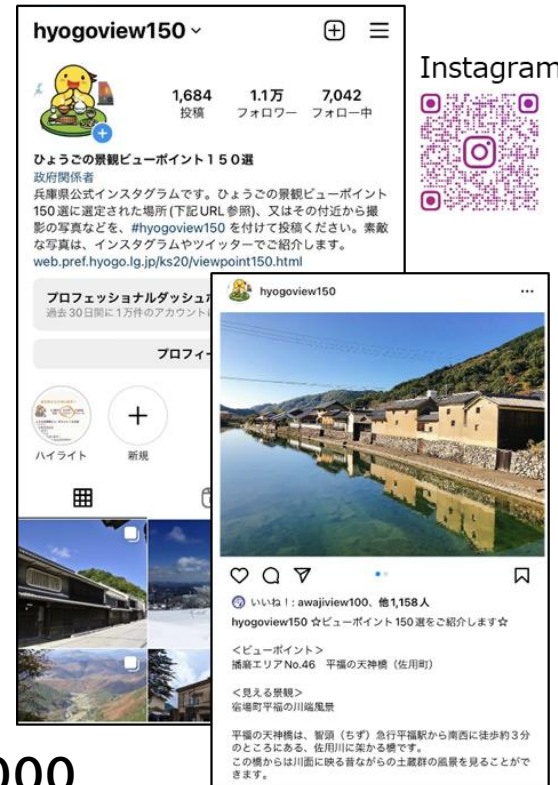 hyogoview150
Instagram
1,684
投稿
1.1万
フォロワー
7,042
フォロー中
ひょうごの景観ビューポイント150選
政府関係者
兵庫県公式インスタグラムです。ひょうごの景観ビューポイント
150選に選定された場所(下記URL参照)、又はその付近から撮
影の写真などを、#hyogoview150 を付けて投稿ください。素敵
な写真は、インスタグラムやツイッターでご紹介します。
web.pref.hyogo.lg.jp/ks20/viewpoint150.html
プロフェッショナルダッシュボ
過去30日間に1万件のアカウントに
プロフィー
ハイライト
新規
hyogoview150
いいね!:awajiview100、他1,158人
hyogoview150 ☆ビューポイント150選をご紹介します☆
<ビューポイント>
播磨エリアNo.46 平福の天神橋(佐用町)
<見える景観>
宿場町平福の川端風景
平福の天神橋は、智頭(ちず)急行平福駅から南西に徒歩約3分
のところにある、佐用川に架かる橋です。
この橋からは川面に映る昔ながらの土蔵群の風景を見ることがで
きます。
000